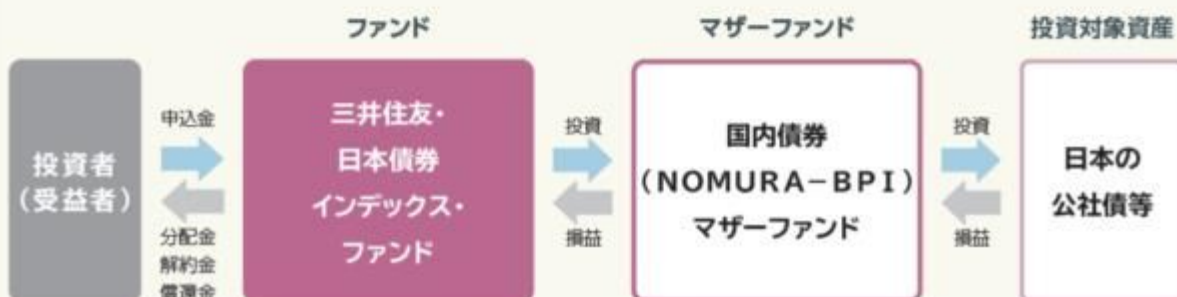 ファンド
マザーファンド
投資対象資産
投資者
(受益者)
申込金
分配金
解約金
償還金
三井住友・
日本債券
インデックス・
ファンド
投資
損益
国内債券
(NOMURA-BPI)
マザーファンド
投資
損益
日本の
公社債等